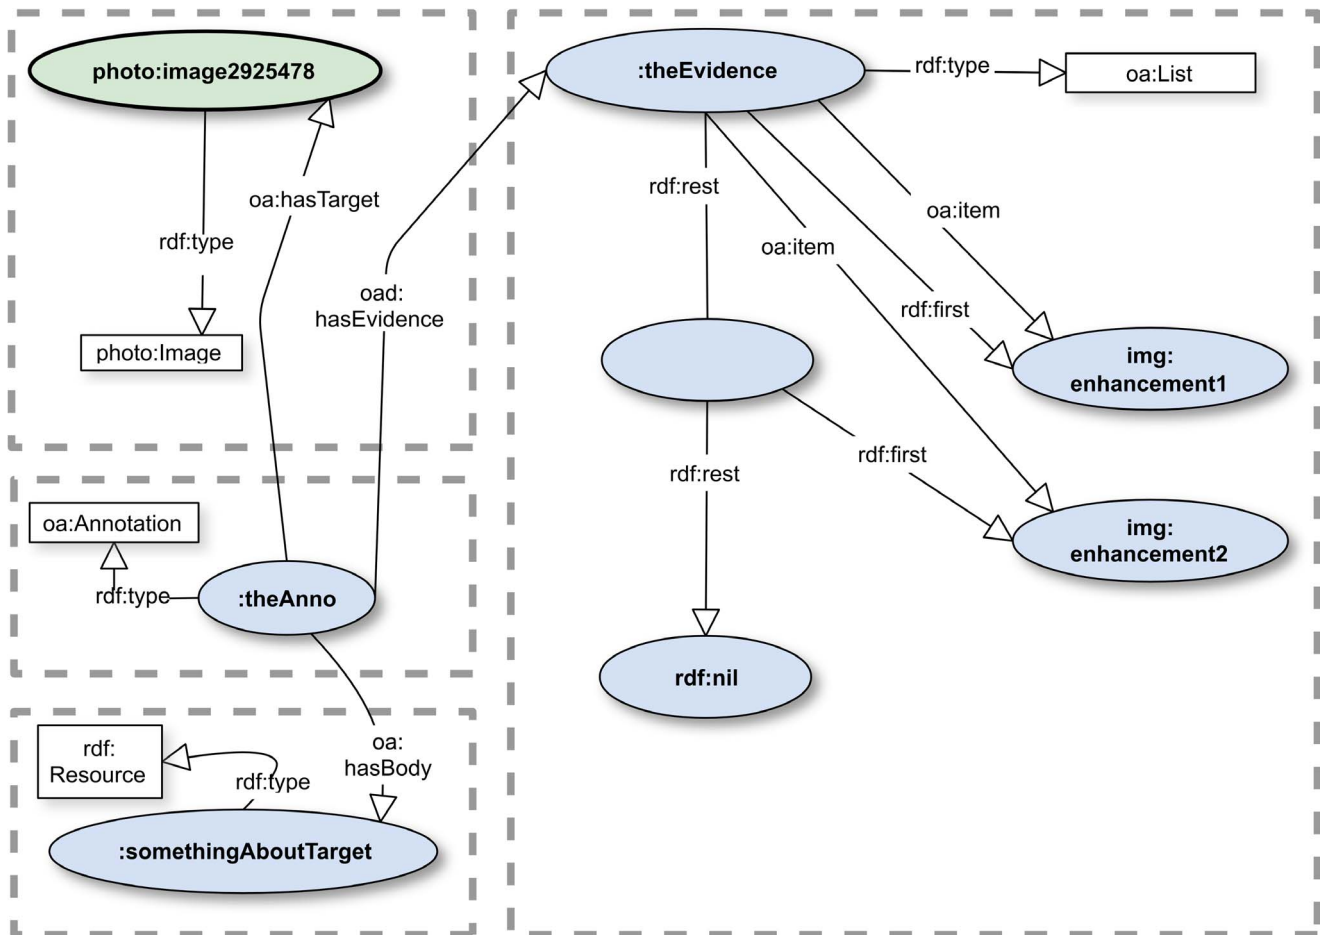 photo:image2925478
oa:hasTarget
rdf:type
photo:Image
oad:
hasEvidence
oa:Annotation
rdf:type
:theAnno
rdf:
Resource
rdf:type
oa:
hasBody
:somethingAboutTarget
:theEvidence
rdf:type
oa:List
rdf:rest
oa:item
oa:item
rdf:first
img:
enhancement1
rdf:first
rdf:rest
img:
enhancement2
rdf:nil